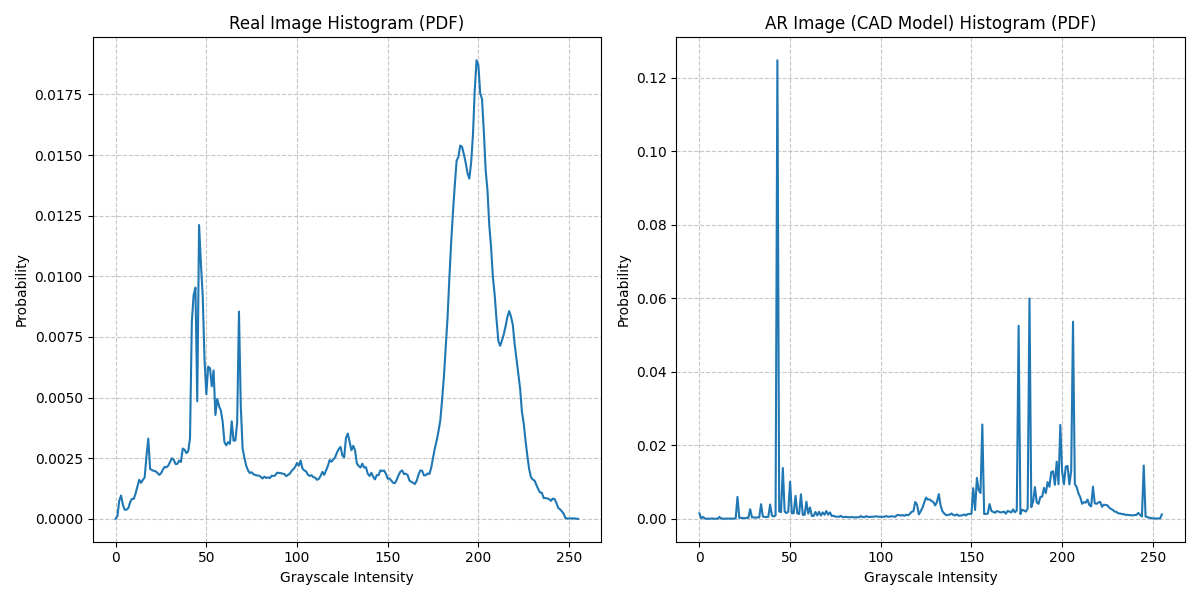 Real Image Histogram (PDF)
Probability
0.0175
0.0150
0.0125
0.0100
0.0075
0.0050
0.0025
0.0000
0 50 100 150 200 250
Grayscale Intensity
AR Image (CAD Model) Histogram (PDF)
Probability
0.12
0.10
0.08
0.06
0.04
0.02
0.00
0 50 100 150 200 250
Grayscale Intensity